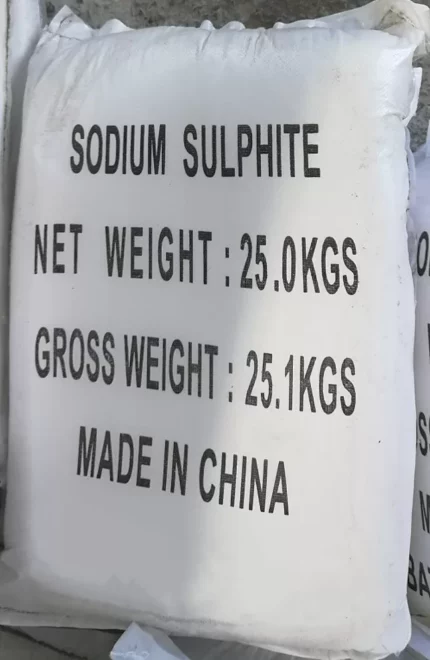 SODIUM SULPHITE
NET WEIGHT : 25.0KGS
GROSS WEIGHT : 25.1KGS
MADE IN CHINA